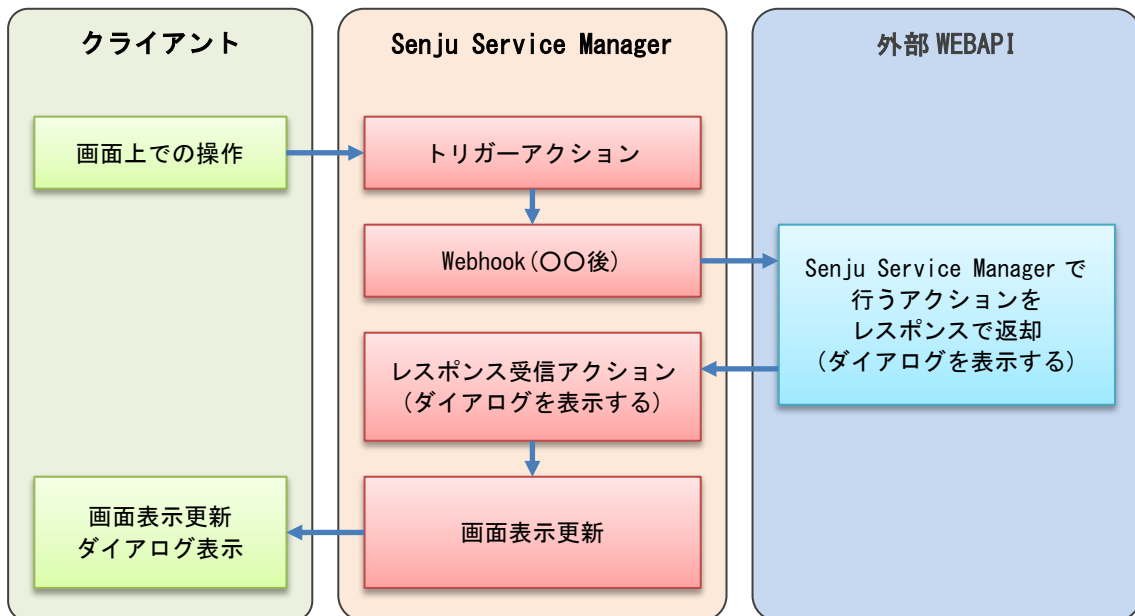 クライアント
Senju Service Manager
外部 WEBAPI
画面上での操作
トリガーアクション
Webhook(〇〇後)
Senju Service Manager で
行うアクションを
レスポンスで返却
(ダイアログを表示する)
レスポンス受信アクション
(ダイアログを表示する)
画面表示更新
ダイアログ表示
画面表示更新